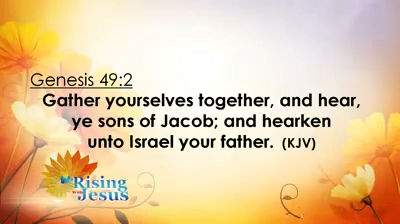 Genesis 49:2
Gather yourselves together, and hear,
ye sons of Jacob; and hearken
unto Israel your father. (KJV)
Rising
With
Jesus